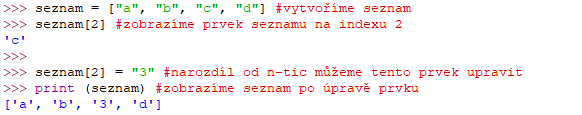 >>> seznam = ["a", "b", "c", "d"] #vytvoříme seznam
>>> seznam[2] #zobrazíme prvek seznamu na indexu 2
'c'
>>>
>>> seznam[2] = "3" #narozdíl od n-tic můžeme tento prvek upravit
>>> print (seznam) #zobrazíme seznam po úpravě prvku
['a', 'b', '3', 'd']